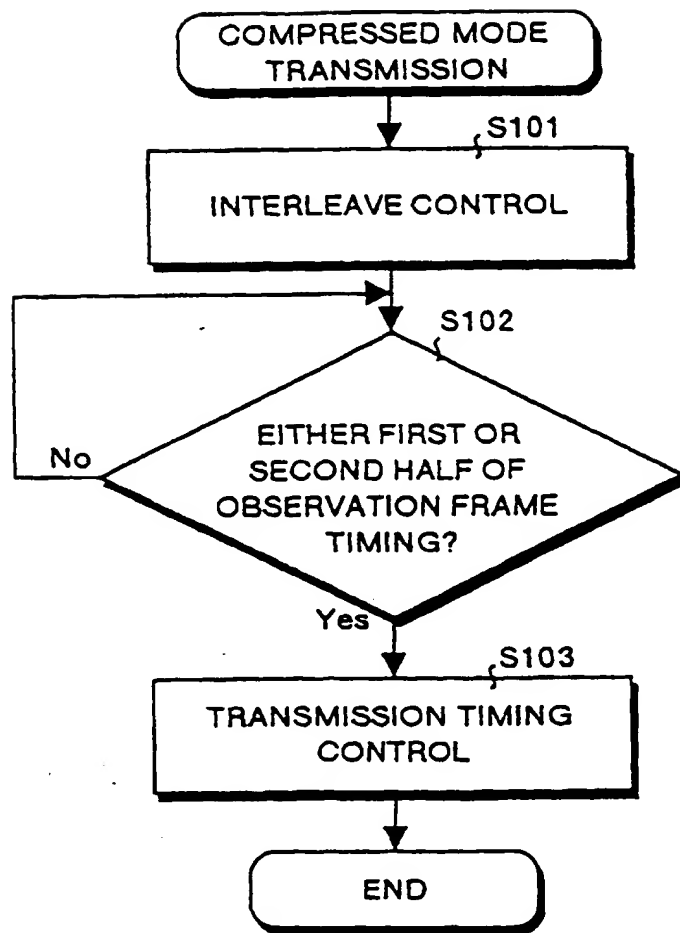 COMPRESSED MODE
TRANSMISSION
S101
INTERLEAVE CONTROL
S102
EITHER FIRST OR
SECOND HALF OF
OBSERVATION FRAME
TIMING?
No
Yes
S103
TRANSMISSION TIMING
CONTROL
END